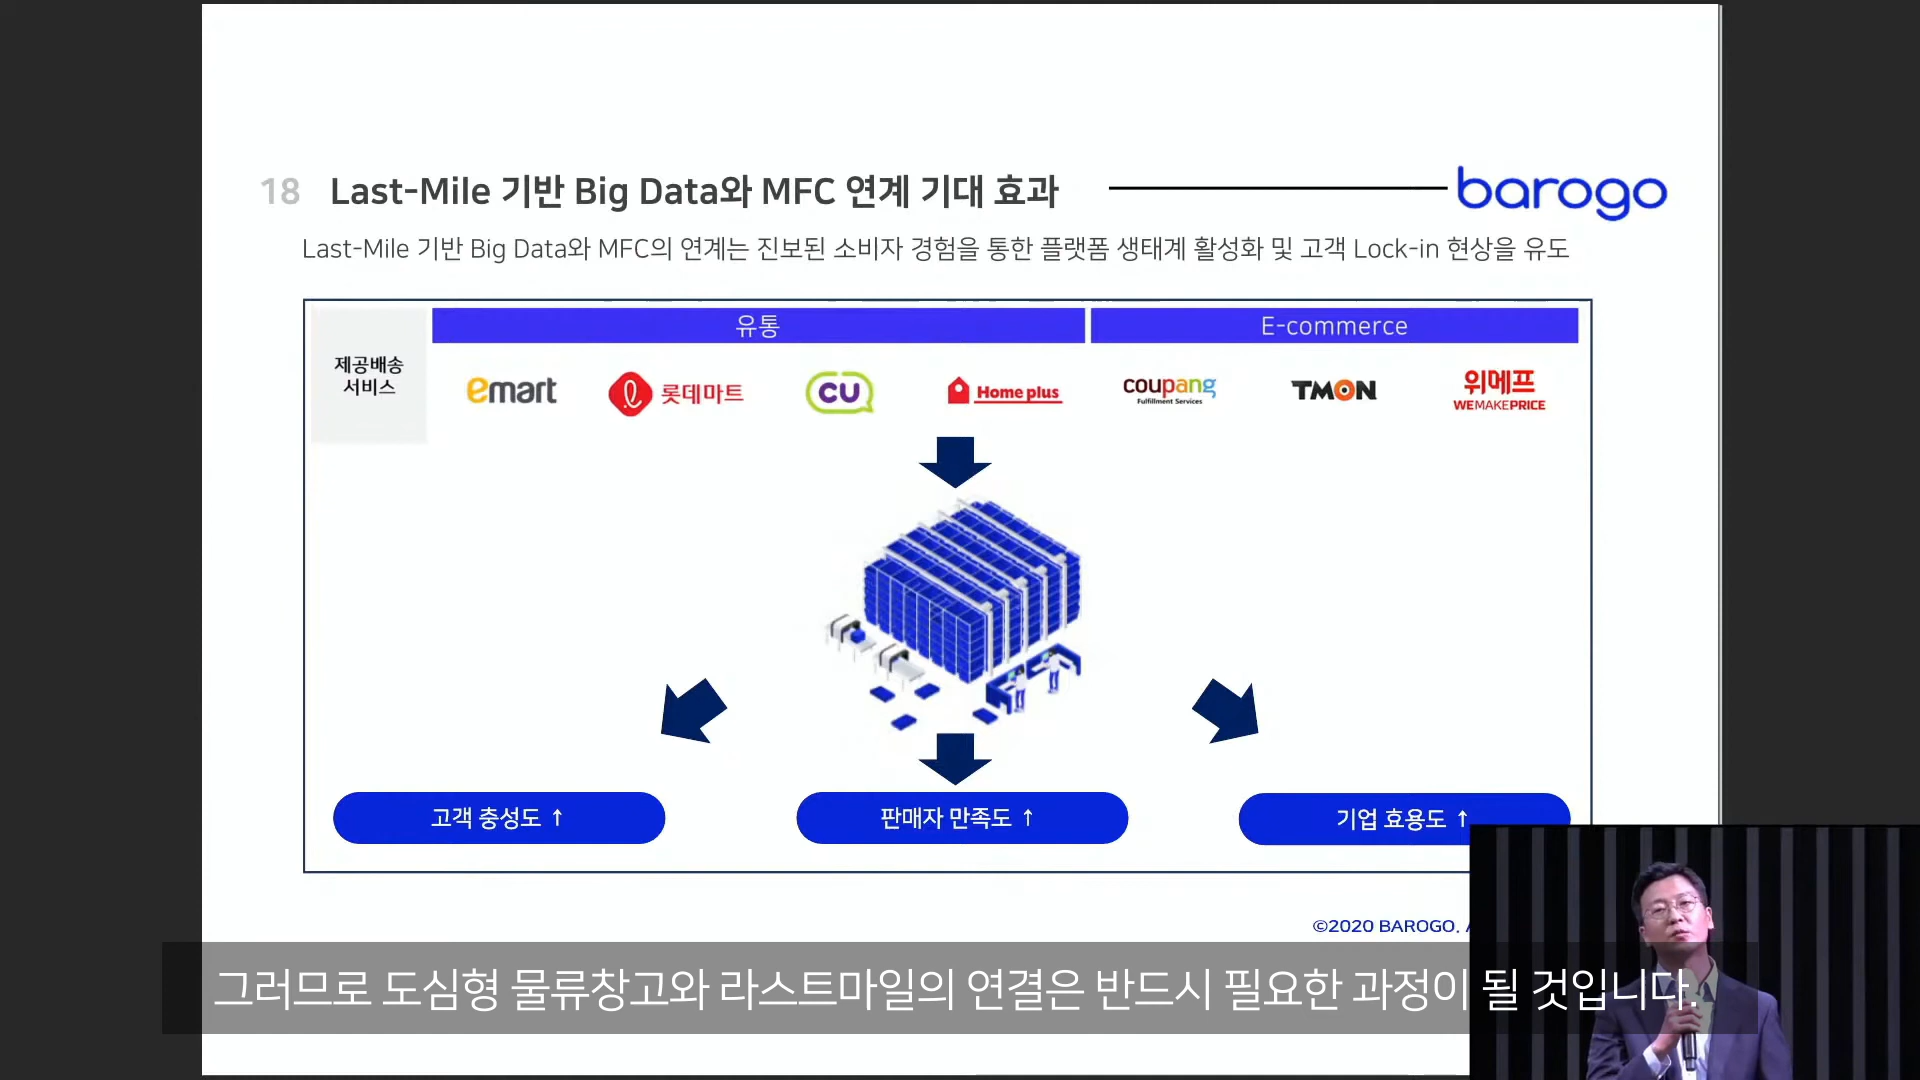 18 Last-Mile 기반 Big Data와 MFC 연계 기대 효과
barogo
Last-Mile 기반 Big Data와 MFC의 연계는 진보된 소비자 경험을 통한 플랫폼 생태계 활성화 및 고객 Lock-in 현상을 유도
제공배송
서비스
유통
E-commerce
emart
롯데마트
CU
Home plus
coupang
Fulfillment Services
TMON
위메프
WEMAKEPRICE
고객 충성도 ↑
판매자 만족도 ↑
기업 효용도 ↑
©2020 BAROGO.
그러므로 도심형 물류창고와 라스트마일의 연결은 반드시 필요한 과정이 될 것입니다.